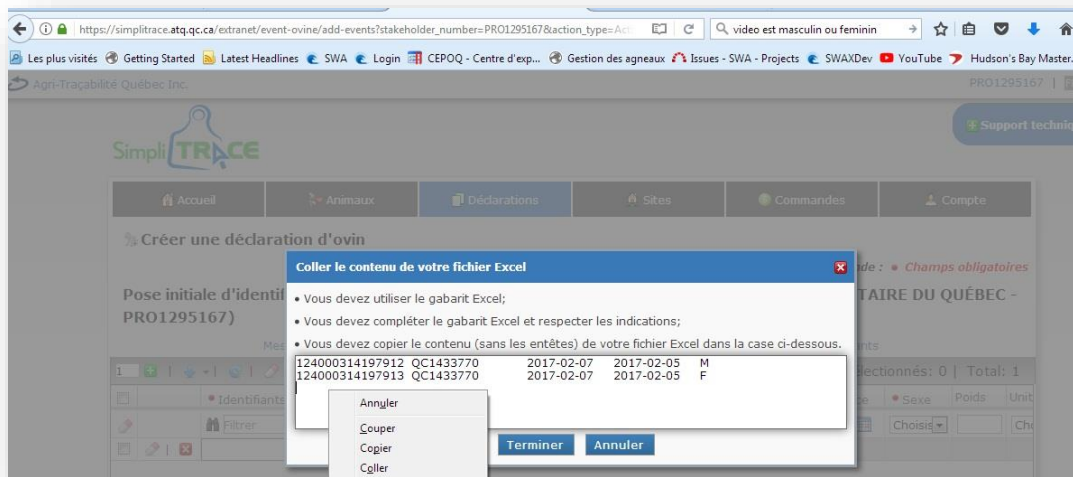 https://simplitrace.atq.qc.ca/extranet/event-ovine/add-events?stakeholder_number=PRO1295167&action_type=Ac
video est masculin ou feminin
Les plus visités Getting Started Latest Headlines SWA Login CEPOQ - Centre d'exp... Gestion des agneaux Issues - SWA - Projects SWAXDev YouTube Hudson's Bay Master
Agri-Traçabilité Québec Inc. PRO1295167 |
Support techniq
Simpli TRACE
Accueil Animaux Déclarations Sites Commandes Compte
Créer une déclaration d'ovin
Coller le contenu de votre fichier Excel
nde : • Champs obligatoires
• Vous devez utiliser le gabarit Excel;
Pose initiale d'identif TAIRE DU QUÉBEC -
PRO1295167)
• Vous devez compléter le gabarit Excel et respecter les indications;
• Vous devez copier le contenu (sans les entêtes) de votre fichier Excel dans la case ci-dessous.
124000314197912 QC1433770 2017-02-07 2017-02-05 M
124000314197913 QC1433770 2017-02-07 2017-02-05 F
1 lectionnés: 0 | Total: 1
• Identifiants • Sexe Poids Unit
Filtrer Choisis Cho
Annuler
Couper
Copier
Coller
Terminer Annuler